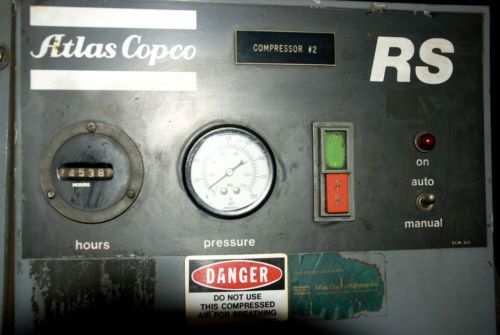 Atlas Copco
COMPRESSOR #2
RS
24538
HOURS
on
auto
manual
hours
pressure
DANGER
DO NOT USE
THIS COMPRESSED
AIR FOR BREATHING